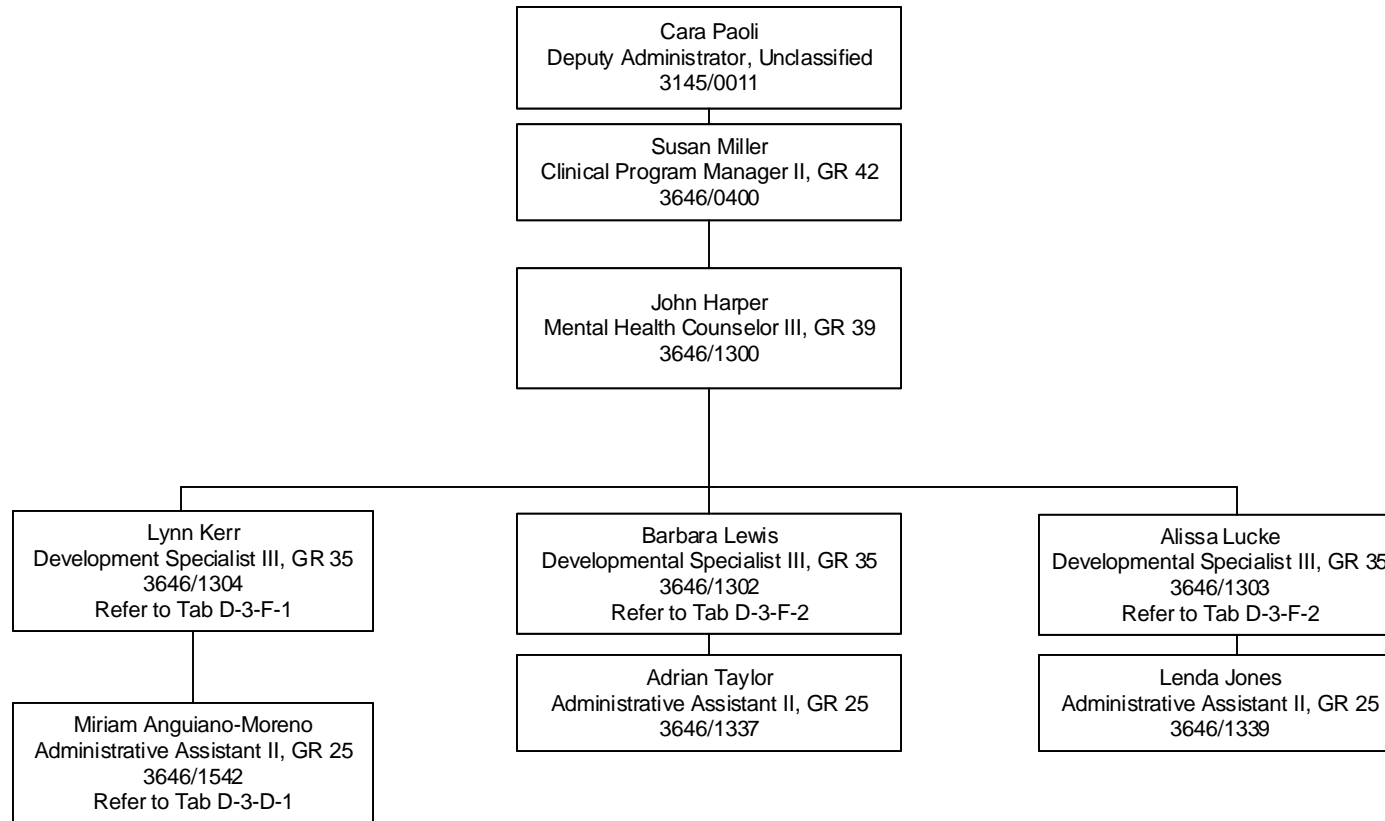 Cara Paoli
Deputy Administrator, Unclassified
3145/0011
Susan Miller
Clinical Program Manager II, GR 42
3646/0400
John Harper
Mental Health Counselor III, GR 39
3646/1300
Lynn Kerr
Development Specialist III, GR 35
3646/1304
Refer to Tab D-3-F-1
Barbara Lewis
Developmental Specialist III, GR 35
3646/1302
Refer to Tab D-3-F-2
Alissa Lucke
Developmental Specialist III, GR 35
3646/1303
Refer to Tab D-3-F-2
Miriam Anguiano-Moreno
Administrative Assistant II, GR 25
3646/1542
Refer to Tab D-3-D-1
Adrian Taylor
Administrative Assistant II, GR 25
3646/1337
Lenda Jones
Administrative Assistant II, GR 25
3646/1339